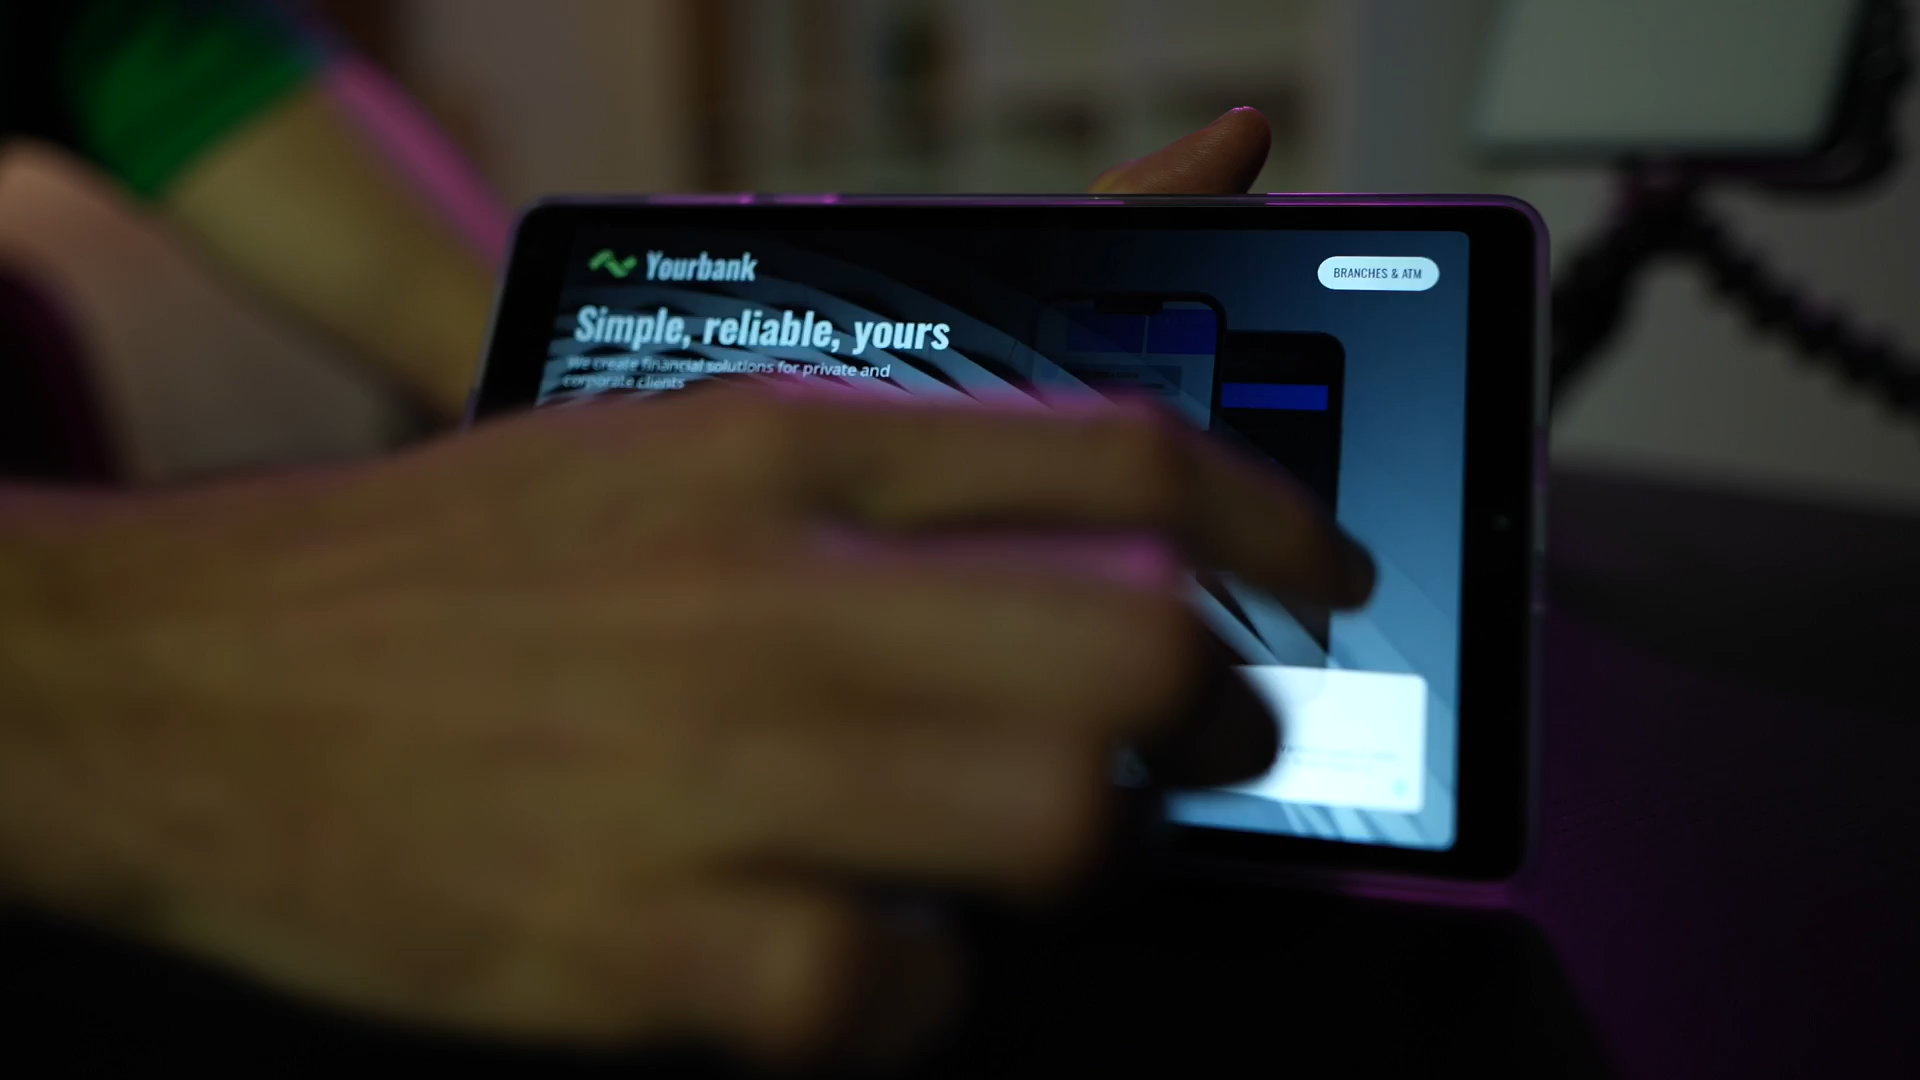 Yourbank
BRANCHES & ATM
Simple, reliable, yours
We create financial solutions for private and
corporate clients